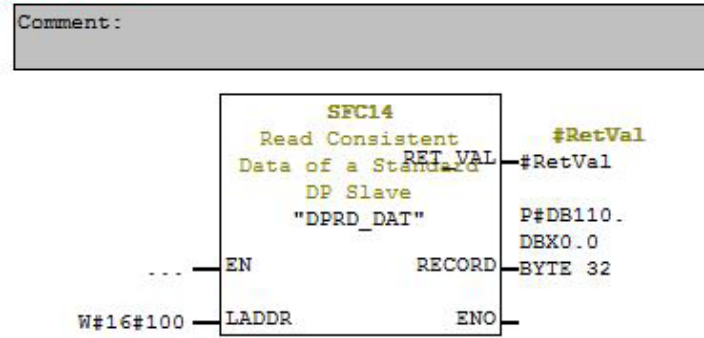 Comment:
SFC14
Read Consistent
Data of a Standard
DP Slave
"DPRD_DAT"
RET_VAL
#RetVal
#RetVal
P#DB110.
DBX0.0
BYTE 32
... EN
RECORD
W#16#100 LADDR
ENO